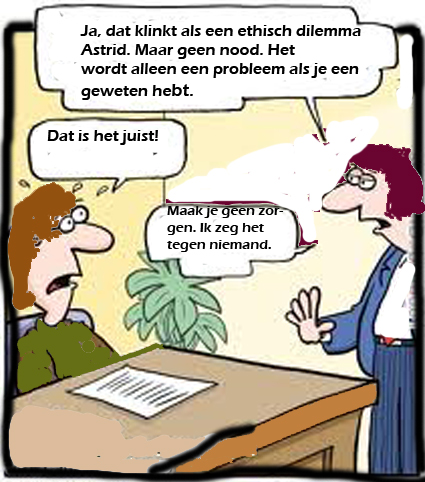 Ja, dat klinkt als een ethisch dilemma
Astrid. Maar geen nood. Het
wordt alleen een probleem als je een
geweten hebt.
Dat is het juist!
Maak je geen zor-
gen. Ik zeg het
tegen niemand.